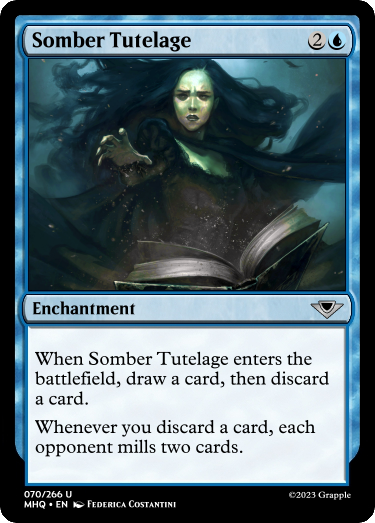 Somber Tutelage 2
Enchantment
When Somber Tutelage enters the
battlefield, draw a card, then discard
a card.
Whenever you discard a card, each
opponent mills two cards.
070/266 U
MHQ • EN Federica Costantini
©2023 Grapple